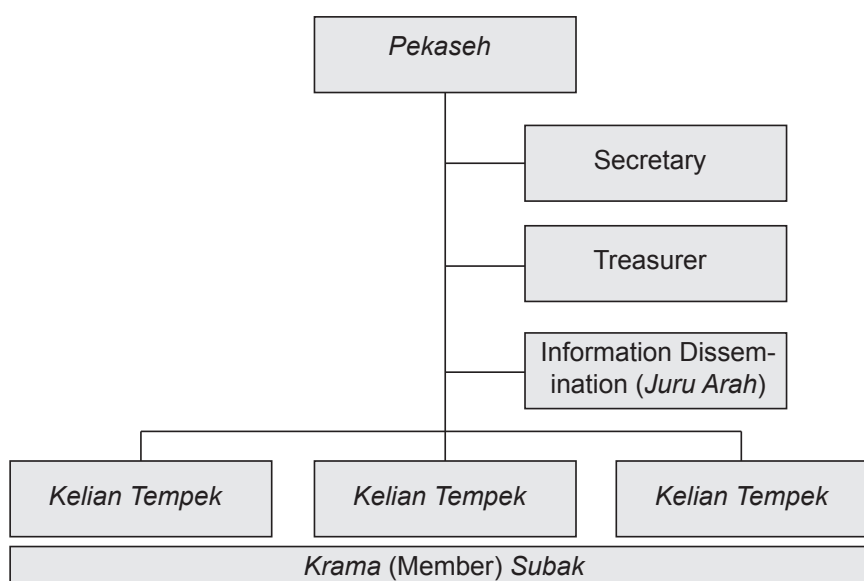 Pekaseh
Secretary
Treasurer
Information Dissem-
ination (Juru Arah)
Kelian Tempek
Kelian Tempek
Kelian Tempek
Krama (Member) Subak